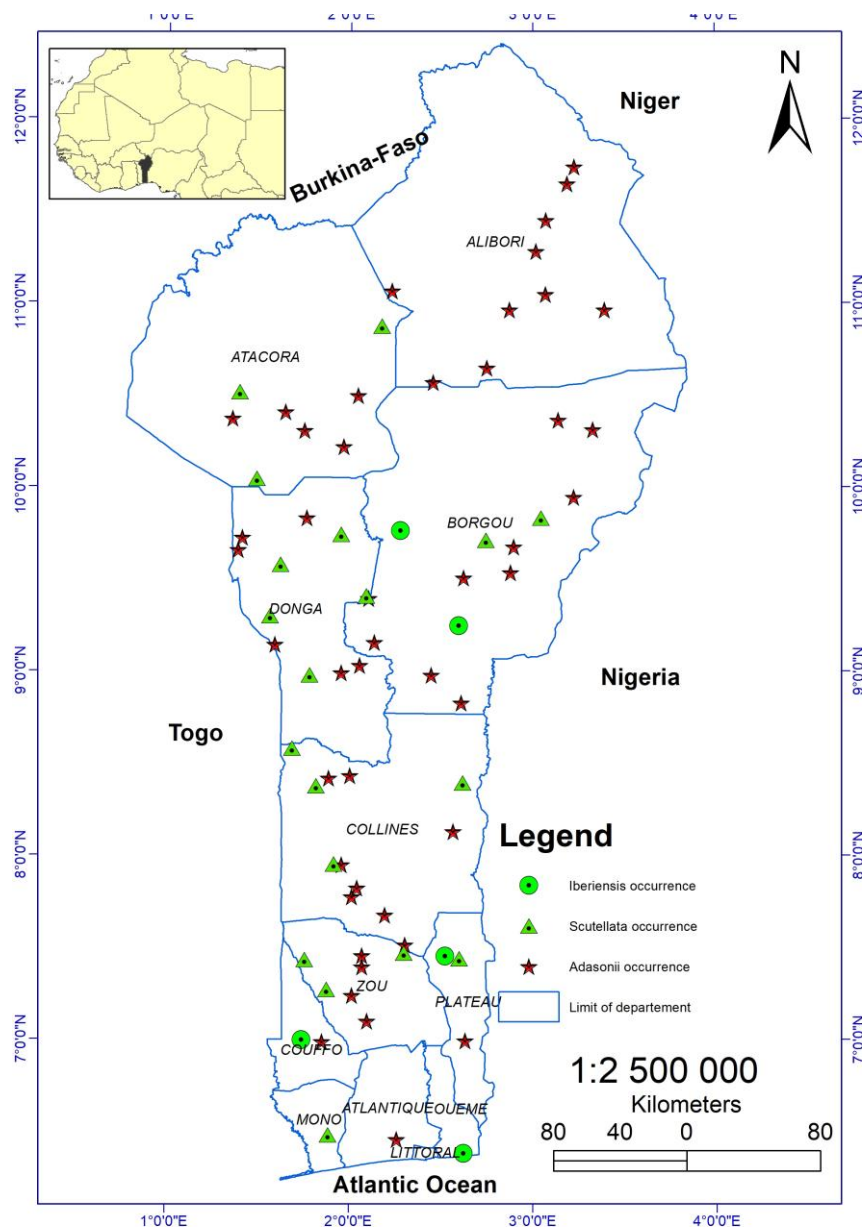 1°0'0"E 2°0'0"E 3°0'0"E 4°0'0"E
N
Niger
12°0'0"N 12°0'0"N
Burkina-Faso
ALIBORI
11°0'0"N 11°0'0"N
ATACORA
10°0'0"N 10°0'0"N
BORGOU
DONGA
9°0'0"N 9°0'0"N
Nigeria
Togo
COLLINES
Legend
8°0'0"N 8°0'0"N
Iberiensis occurrence
Scutellata occurrence
Adasonii occurrence
Limit of departement
ZOU
PLATEAU
7°0'0"N 7°0'0"N
COUFFO
1:2 500 000
Kilometers
ATLANTIQUE OUEME
MONO
80 40 0 80
LITTORAL
Atlantic Ocean
1°0'0"E 2°0'0"E 3°0'0"E 4°0'0"E